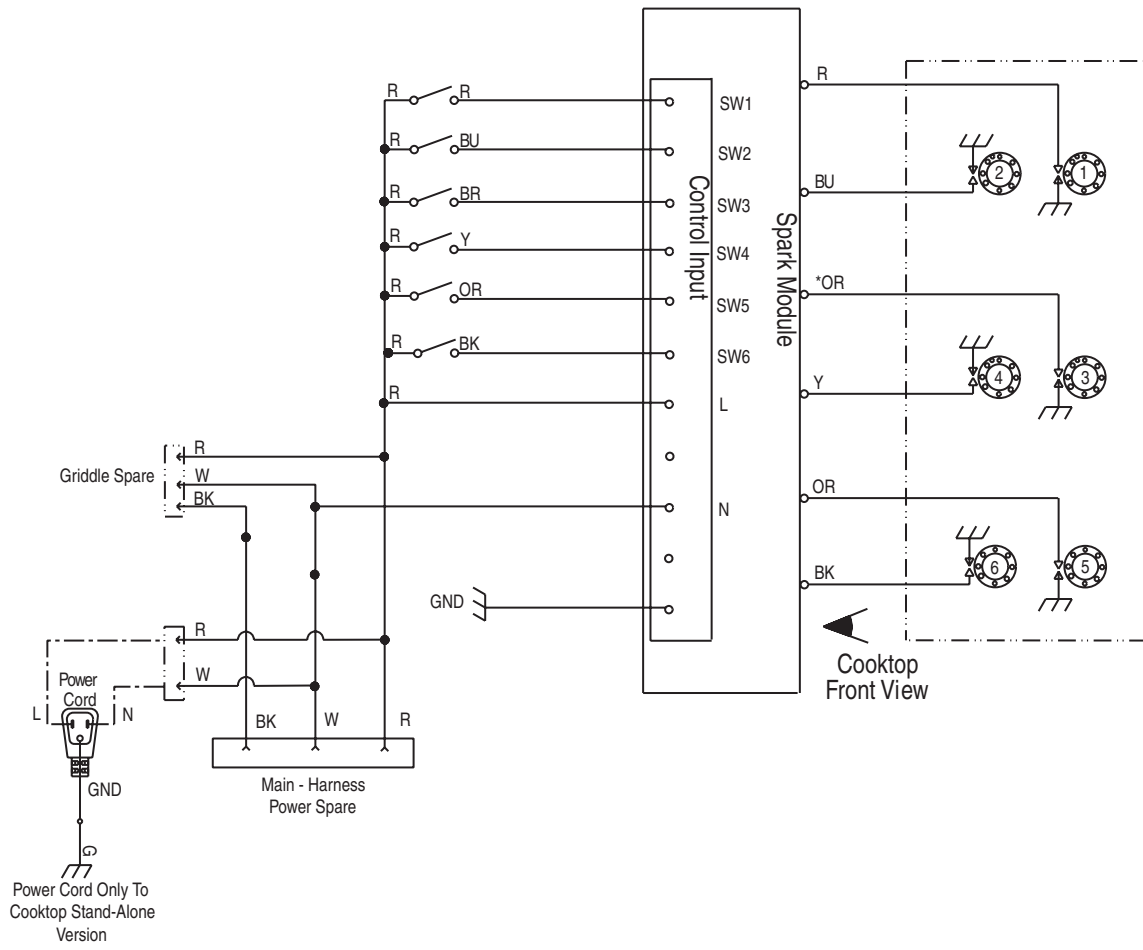 R
R
SW1
R
BU
SW2
R
BR
SW3
R
Y
SW4
R
OR
SW5
R
BK
SW6
R
L
N
Control Input
Spark Module
R
BU
*OR
Y
OR
BK
2
1
4
3
6
5
Cooktop
Front View
Griddle Spare
R
W
BK
GND
R
W
Power
Cord
L
N
GND
G
Power Cord Only To
Cooktop Stand-Alone
Version
BK
W
R
Main - Harness
Power Spare